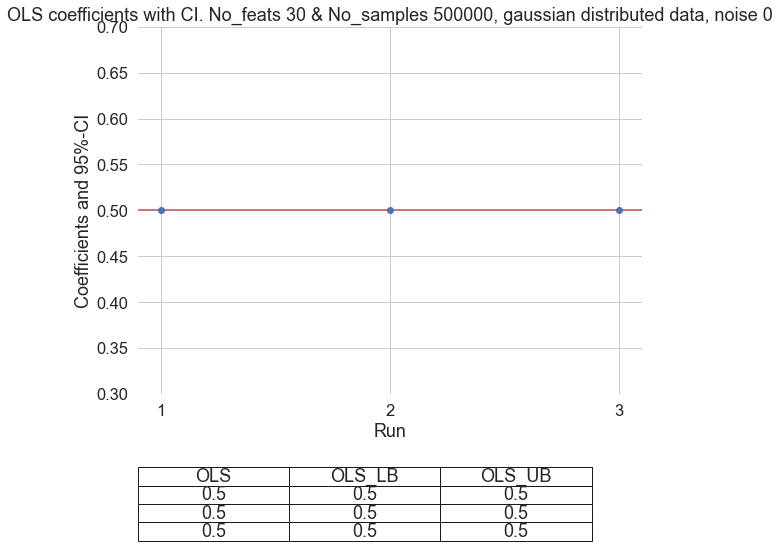 OLS coefficients with CI. No_feats 30 & No_samples 500000, gaussian distributed data, noise 0
0.70
0.65
0.60
0.55
0.50
0.45
0.40
0.35
0.30
Coefficients and 95%-CI
1 2 3
Run
OLS OLS_LB OLS_UB
0.5 0.5 0.5
0.5 0.5 0.5
0.5 0.5 0.5